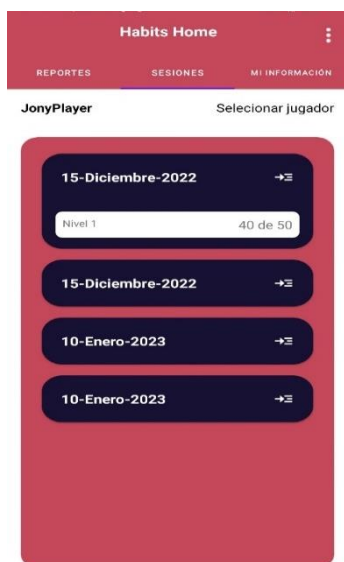 Habits Home
REPORTES SESIONES MI INFORMACIÓN
JonyPlayer Selecionar jugador
15-Diciembre-2022
Nivel 1 40 de 50
15-Diciembre-2022
10-Enero-2023
10-Enero-2023